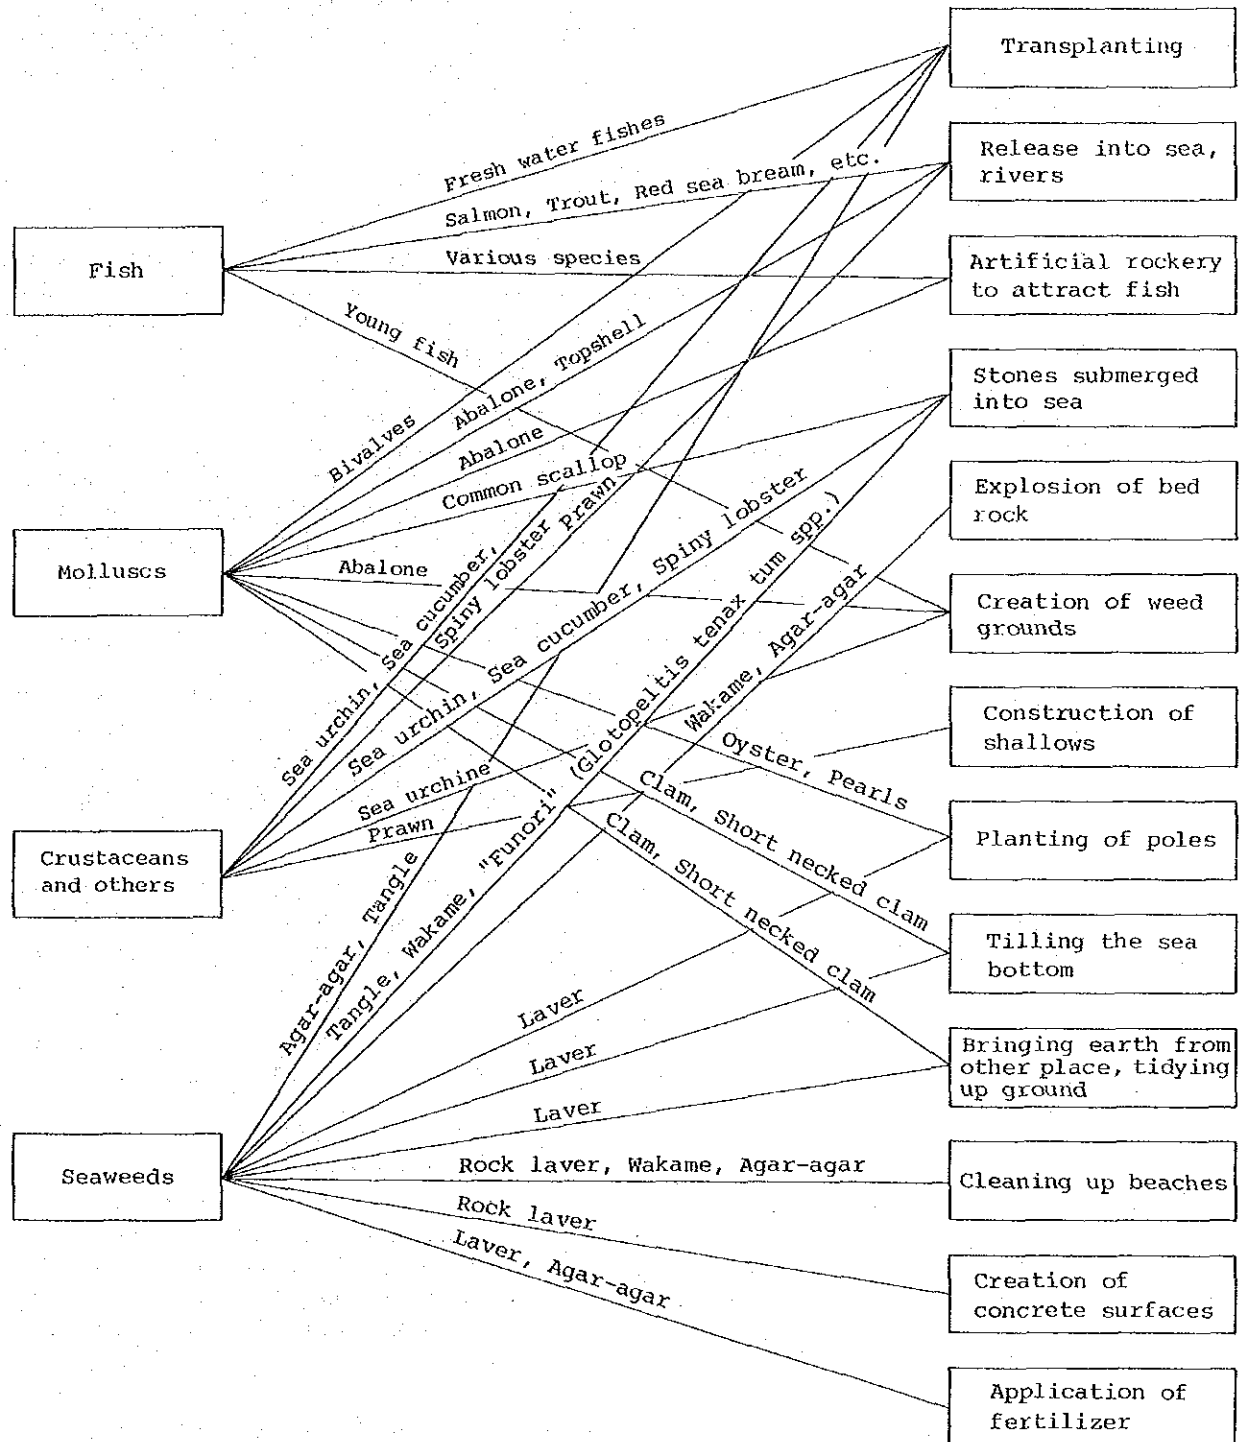 Transplanting
Release into sea,
rivers
Artificial rockery
to attract fish
Stones submerged
into sea
Explosion of bed
rock
Creation of weed
grounds
Construction of
shallows
Planting of poles
Tilling the sea
bottom
Bringing earth from
other place, tidying
up ground
Cleaning up beaches
Creation of
concrete surfaces
Application of
fertilizer
Fish
Molluscs
Crustaceans
and others
Seaweeds
Fresh water fishes
Salmon, Trout, Red sea bream, etc.
Various species
Young fish
Bivalves
Abalone, Topshell
Abalone
Common scallop
Abalone
Oyster, Pearls
Clam, Short necked clam
Clam, Short necked clam
Sea urchin, Sea cucumber,
Spiny lobster
Prawn
Sea urchin, Sea cucumber, Spiny lobster
Sea urchine
Prawn
Agar-agar, Tangle
Tangle, Wakame, "Funori" (Glotopeltis tenax tum spp.)
Wakame, Agar-agar
Laver
Laver
Laver
Rock laver, Wakame, Agar-agar
Rock laver
Laver, Agar-agar